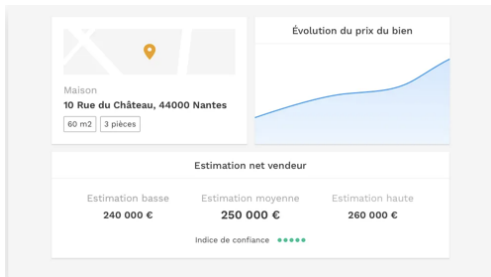 Évolution du prix du bien
Maison
10 Rue du Château, 44000 Nantes
60 m2
3 pièces
Estimation net vendeur
Estimation basse
240 000 €
Estimation moyenne
250 000 €
Estimation haute
260 000 €
Indice de confiance